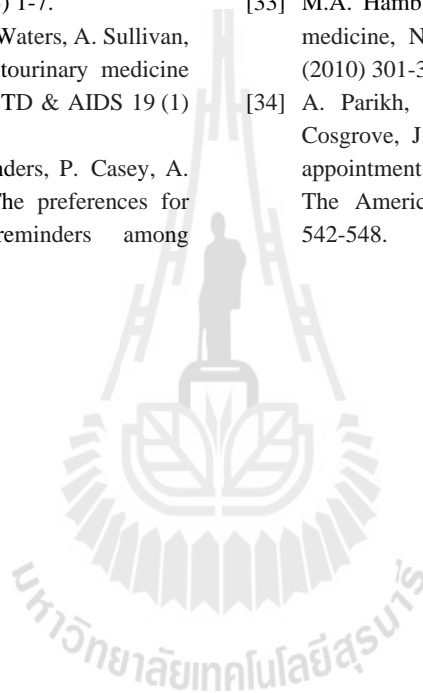 ) 1-7.
Waters, A. Sullivan,
tourinary medicine
TD & AIDS 19 (1)
nders, P. Casey, A.
The preferences for
reminders among
[33] M.A. Hamb
medicine, N
(2010) 301-3
[34] A. Parikh,
Cosgrove, J.
appointment
The Americ
542-548.
มหาวิทยาลัยเทคโนโลยีสุรนารี